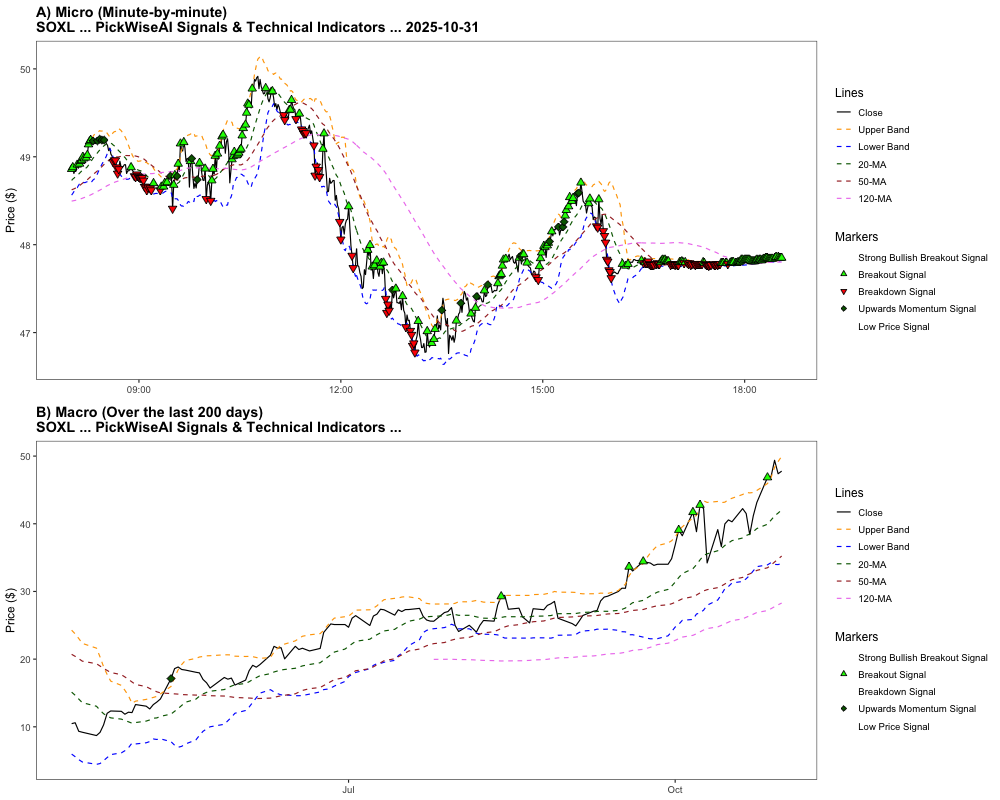 A) Micro (Minute-by-minute)
SOXL ... PickWiseAI Signals & Technical Indicators ... 2025-10-31
Price ($)
50
49
48
47
09:00
12:00
15:00
18:00
Lines
Close
Upper Band
Lower Band
20-MA
50-MA
120-MA
Markers
Strong Bullish Breakout Signal
Breakout Signal
Breakdown Signal
Upwards Momentum Signal
Low Price Signal
B) Macro (Over the last 200 days)
SOXL ... PickWiseAI Signals & Technical Indicators ...
Price ($)
50
40
30
20
10
Jul
Oct
Lines
Close
Upper Band
Lower Band
20-MA
50-MA
120-MA
Markers
Strong Bullish Breakout Signal
Breakout Signal
Breakdown Signal
Upwards Momentum Signal
Low Price Signal